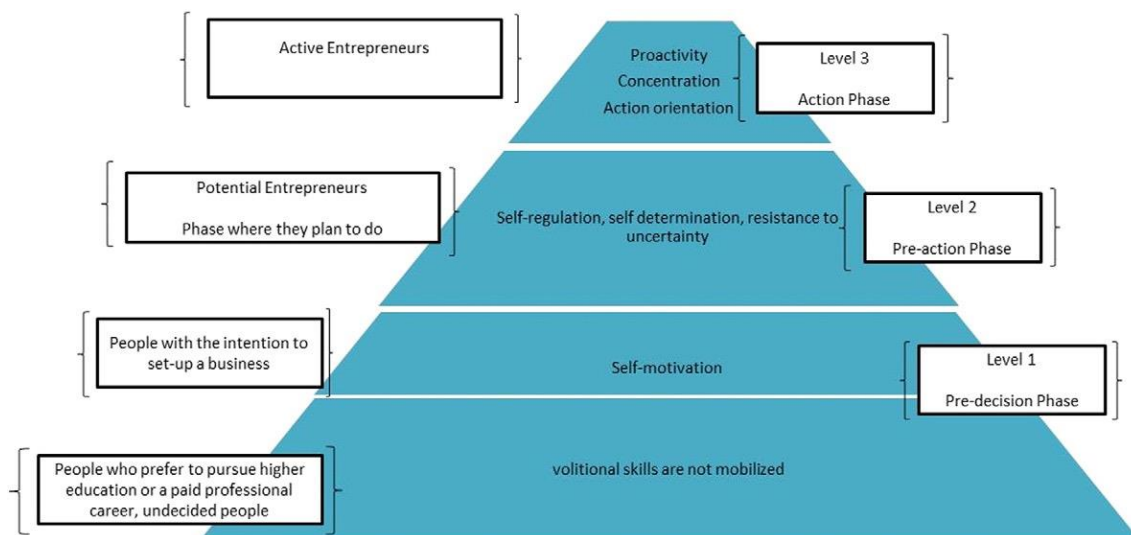 Active Entrepreneurs
Proactivity
Concentration
Action orientation
Level 3
Action Phase
Potential Entrepreneurs
Phase where they plan to do
Self-regulation, self determination, resistance to
uncertainty
Level 2
Pre-action Phase
People with the intention to
set-up a business
Self-motivation
Level 1
Pre-decision Phase
People who prefer to pursue higher
education or a paid professional
career, undecided people
volitional skills are not mobilized